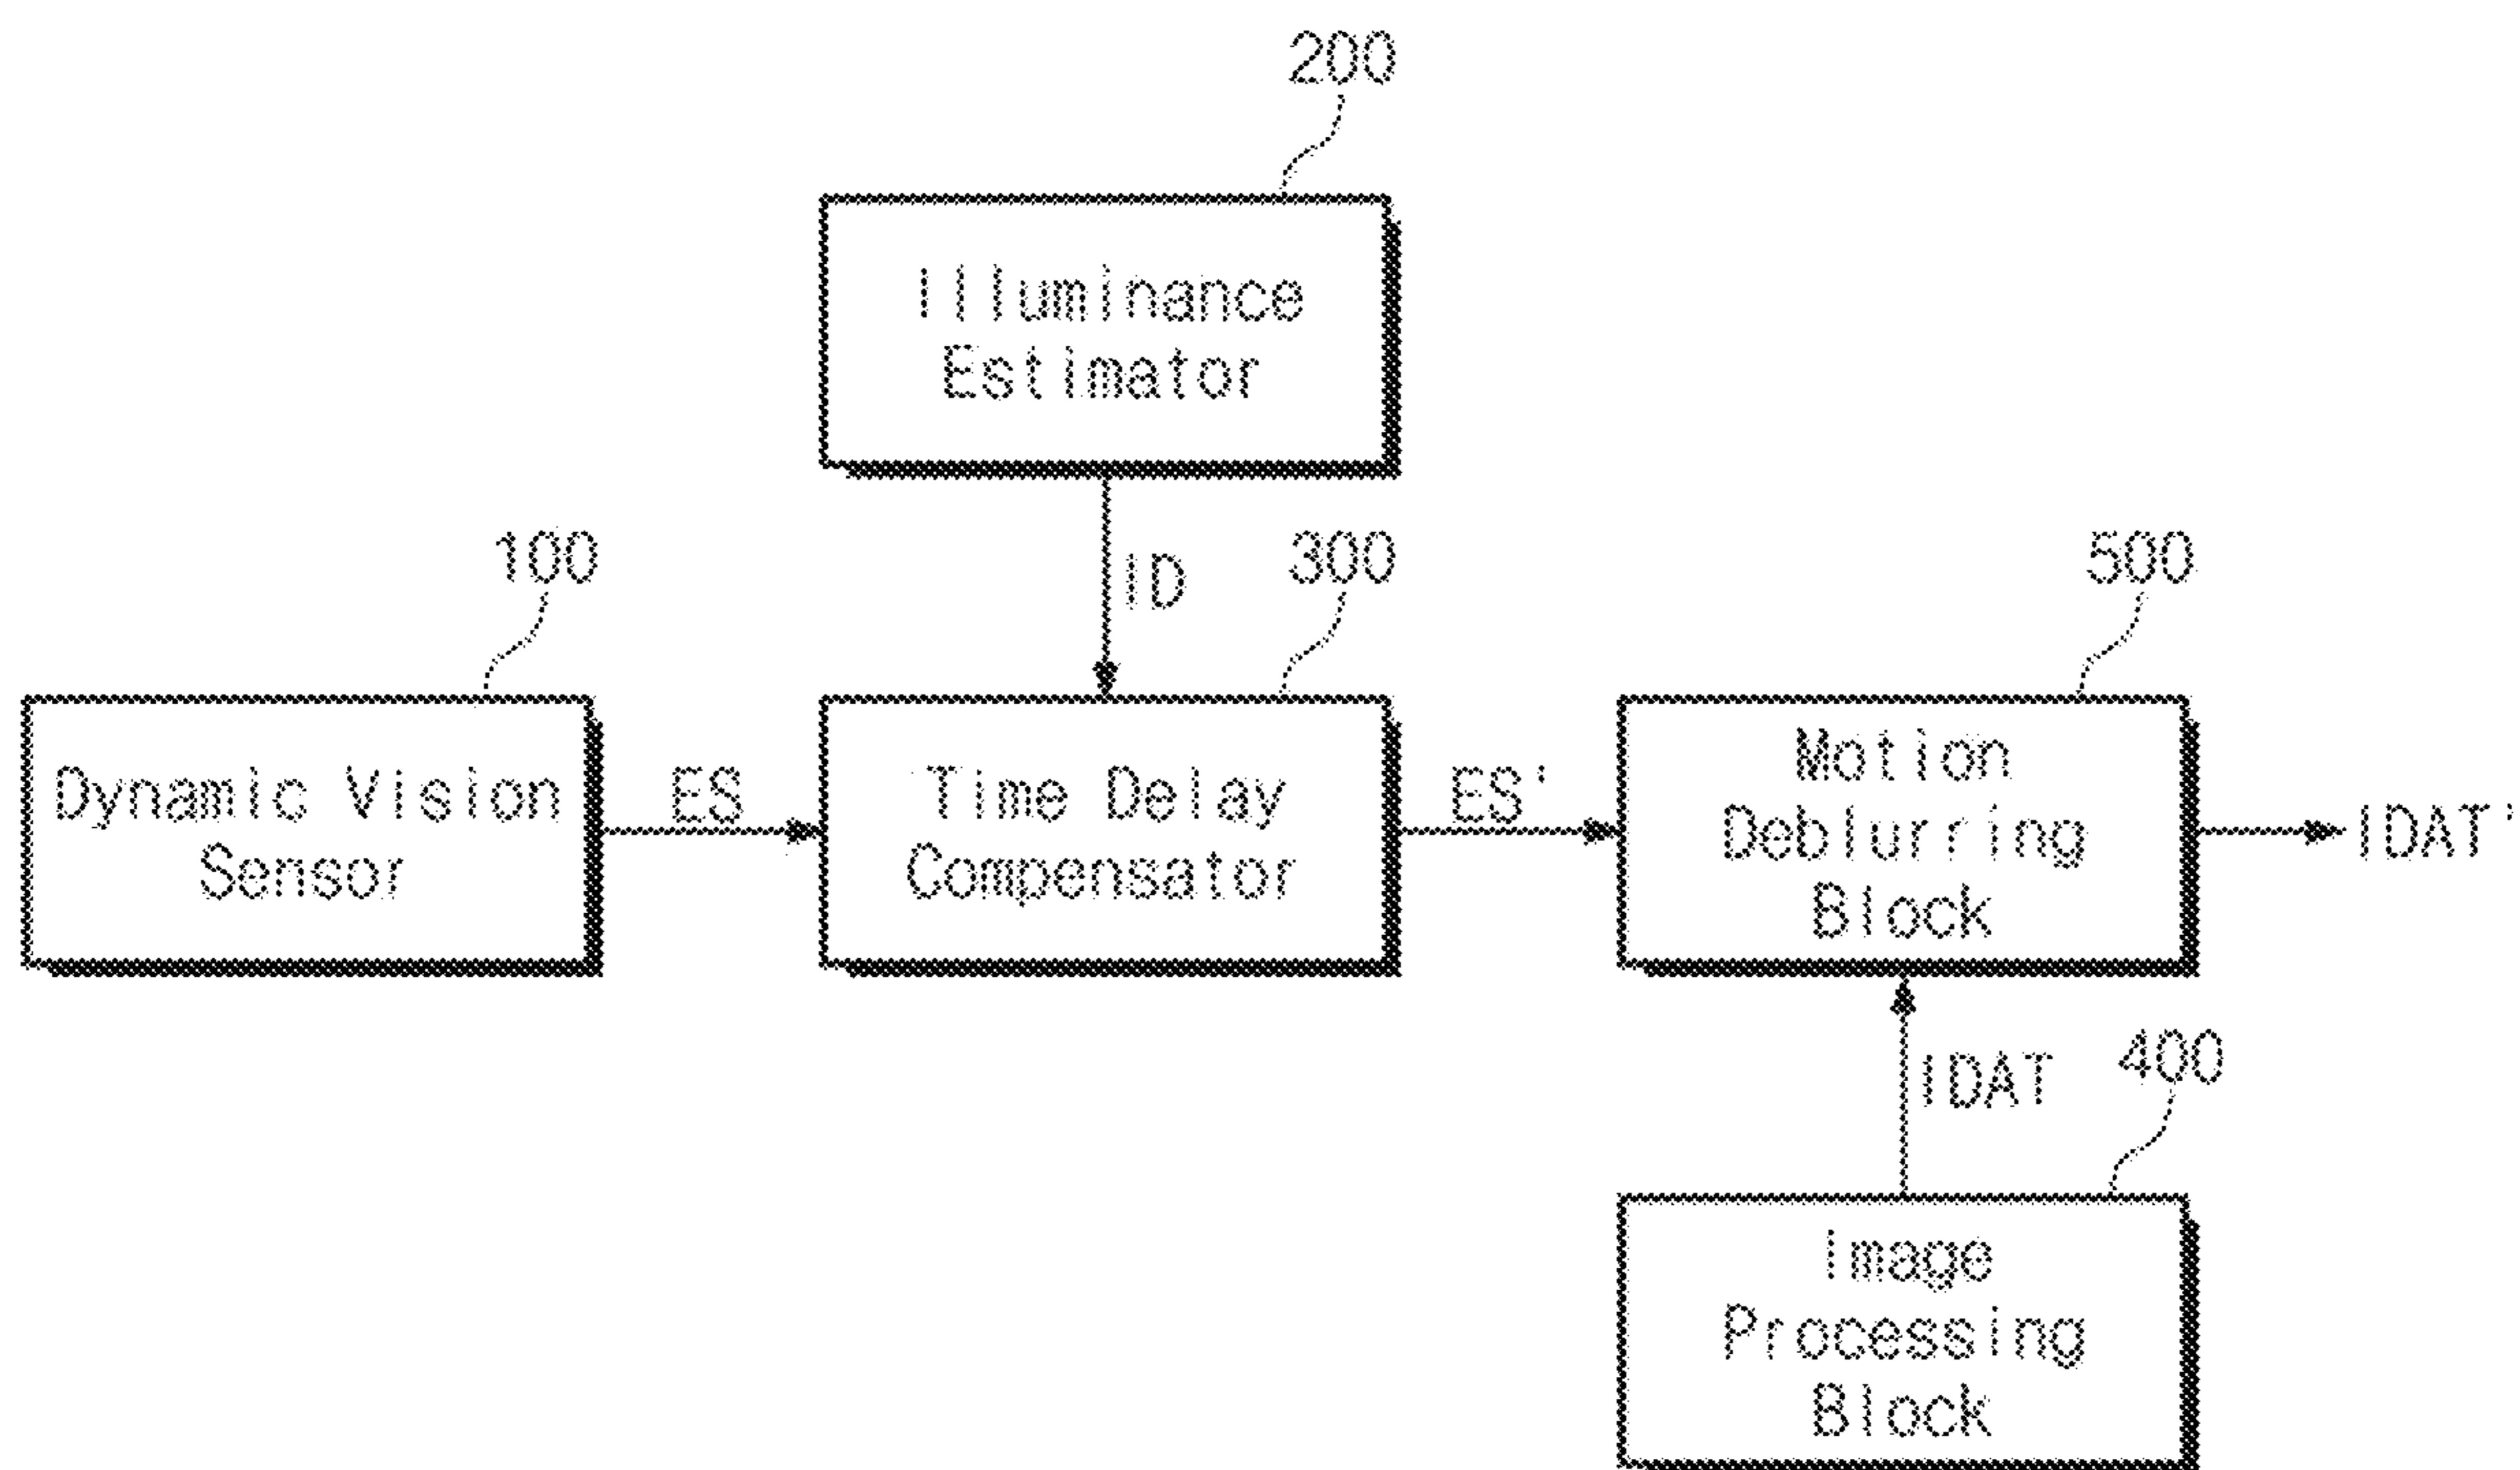 200
Illuminance
Estimator
100
ID
300
500
Dynamic Vision
Sensor
ES
Time Delay
Compensator
ES'
Motion
Deblurring
Block
IDAT'
IDAT
400
Image
Processing
Block